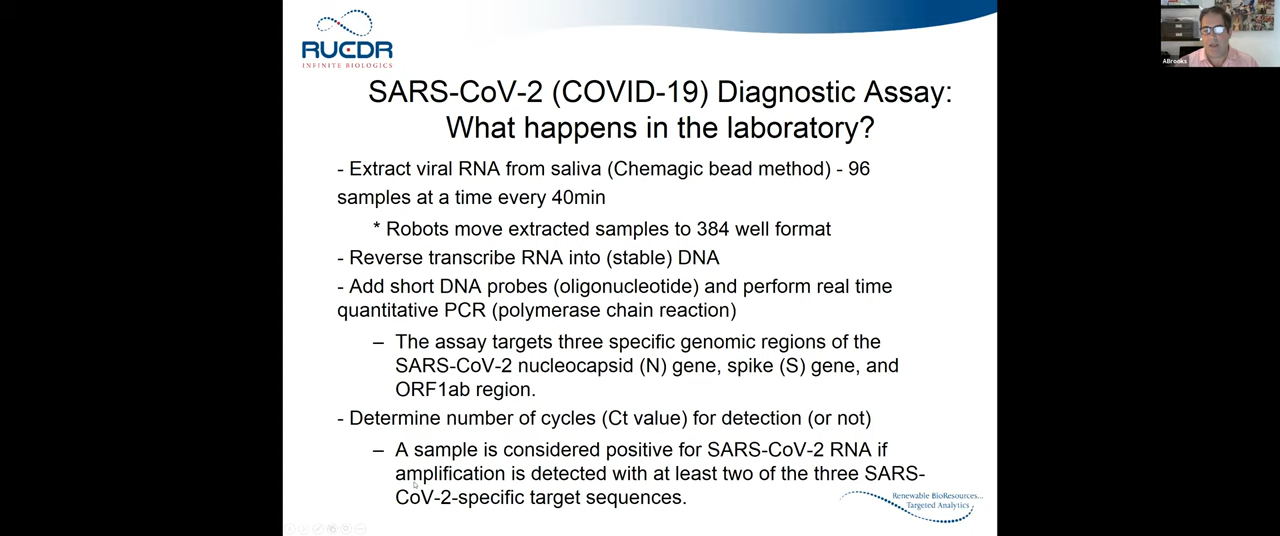 RUCDR
INFINITE BIOLOGICS
ABrooks
SARS-CoV-2 (COVID-19) Diagnostic Assay:
What happens in the laboratory?
- Extract viral RNA from saliva (Chemagic bead method) - 96
samples at a time every 40min
* Robots move extracted samples to 384 well format
- Reverse transcribe RNA into (stable) DNA
- Add short DNA probes (oligonucleotide) and perform real time
quantitative PCR (polymerase chain reaction)
– The assay targets three specific genomic regions of the
SARS-CoV-2 nucleocapsid (N) gene, spike (S) gene, and
ORF1ab region.
- Determine number of cycles (Ct value) for detection (or not)
– A sample is considered positive for SARS-CoV-2 RNA if
amplification is detected with at least two of the three SARS-
CoV-2-specific target sequences.
Renewable BioResources...
Targeted Analytics